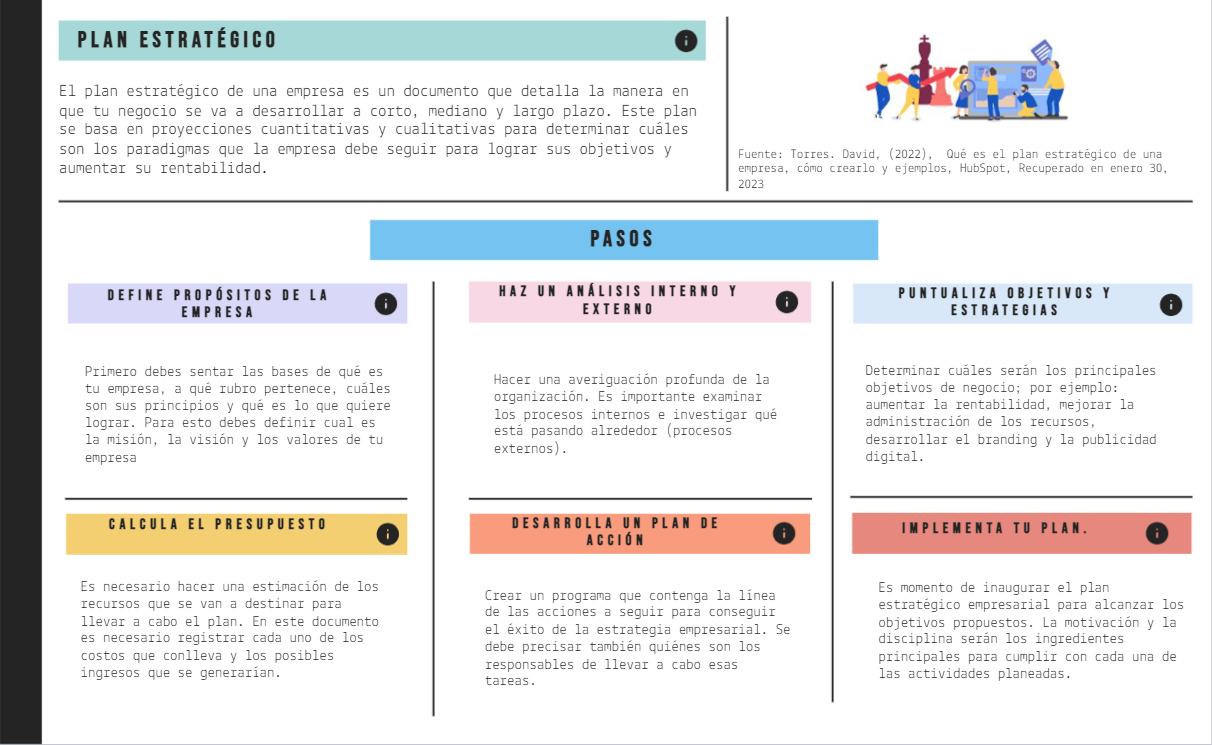 PLAN ESTRATÉGICO
El plan estratégico de una empresa es un documento que detalla la manera en
que tu negocio se va a desarrollar a corto, mediano y largo plazo. Este plan
se basa en proyecciones cuantitativas y cualitativas para determinar cuáles
son los paradigmas que la empresa debe seguir para lograr sus objetivos y
aumentar su rentabilidad.
Fuente: Torres. David, (2022), Qué es el plan estratégico de una
empresa, cómo crearlo y ejemplos, HubSpot, Recuperado en enero 30,
2023
PASOS
DEFINE PROPÓSITOS DE LA
EMPRESA
Primero debes sentar las bases de qué es
tu empresa, a qué rubro pertenece, cuáles
son sus principios y qué es lo que quiere
lograr. Para esto debes definir cual es
la misión, la visión y los valores de tu
empresa
HAZ UN ANÁLISIS INTERNO Y
EXTERNO
Hacer una averiguación profunda de la
organización. Es importante examinar
los procesos internos e investigar qué
está pasando alrededor (procesos
externos).
PUNTUALIZA OBJETIVOS Y
ESTRATEGIAS
Determinar cuáles serán los principales
objetivos de negocio; por ejemplo:
aumentar la rentabilidad, mejorar la
administración de los recursos,
desarrollar el branding y la publicidad
digital.
CALCULA EL PRESUPUESTO
Es necesario hacer una estimación de los
recursos que se van a destinar para
llevar a cabo el plan. En este documento
es necesario registrar cada uno de los
costos que conlleva y los posibles
ingresos que se generarían.
DESARROLLA UN PLAN DE
ACCIÓN
Crear un programa que contenga la línea
de las acciones a seguir para conseguir
el éxito de la estrategia empresarial. Se
debe precisar también quiénes son los
responsables de llevar a cabo esas
tareas.
IMPLEMENTA TU PLAN.
Es momento de inaugurar el plan
estratégico empresarial para alcanzar los
objetivos propuestos. La motivación y la
disciplina serán los ingredientes
principales para cumplir con cada una de
las actividades planeadas.